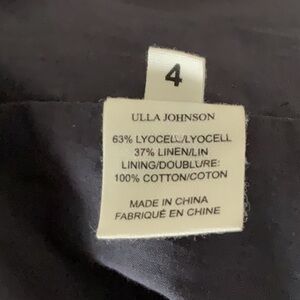 4
ULLA JOHNSON
63% LYOCELL/LYOCELL
37% LINEN/LIN
LINING/DOUBLURE:
100% COTTON/COTON
MADE IN CHINA
FABRIQUÉ EN CHINE